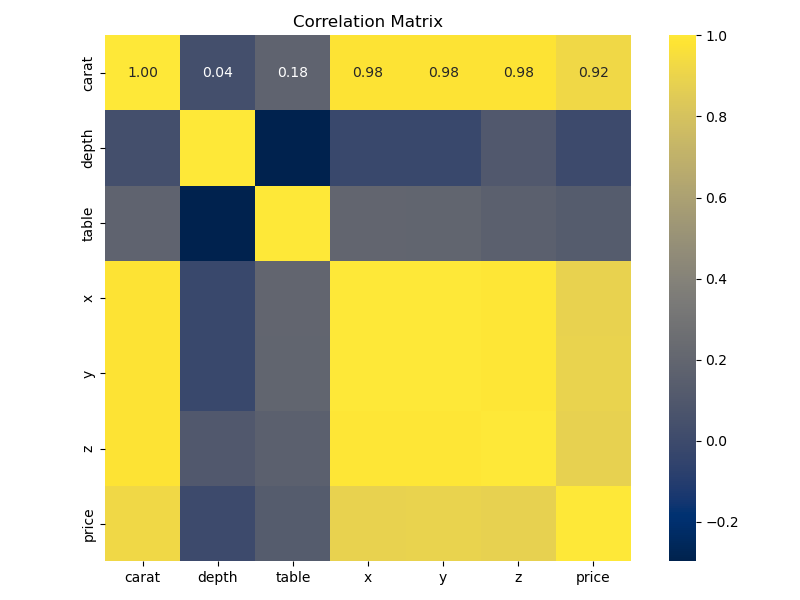 Correlation Matrix
carat 1.00 0.04 0.18 0.98 0.98 0.98 0.92
depth
table
x
y
z
price
carat depth table x y z price
1.0
0.8
0.6
0.4
0.2
0.0
−0.2